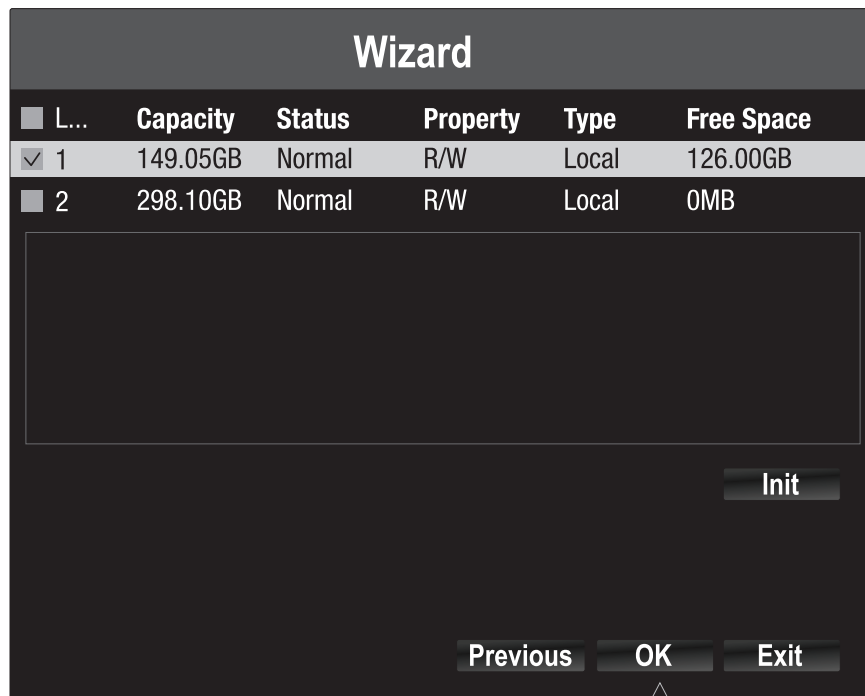 Wizard
L... Capacity Status Property Type Free Space
1 149.05GB Normal R/W Local 126.00GB
2 298.10GB Normal R/W Local 0MB
Init
Previous OK Exit